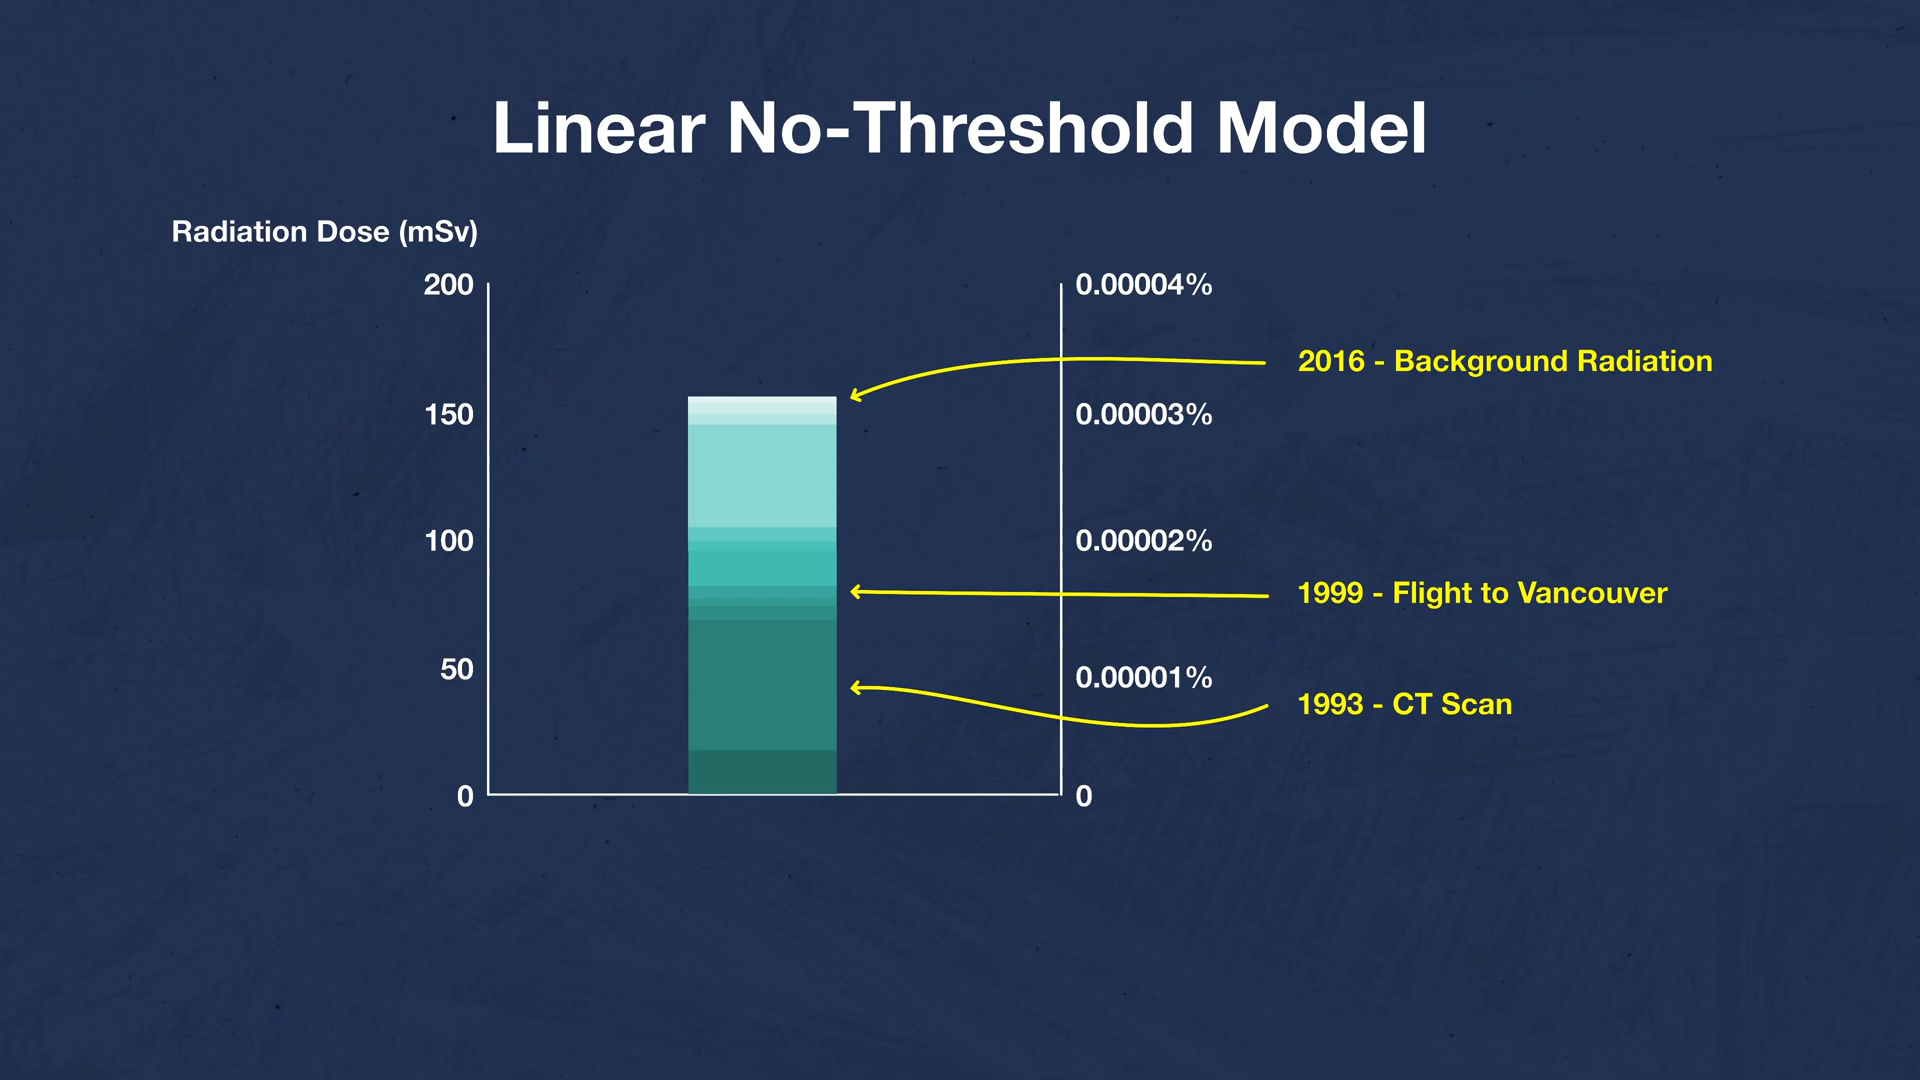 Linear No-Threshold Model
Radiation Dose (mSv)
200
150
100
50
0
0.00004%
0.00003%
0.00002%
0.00001%
0
2016 - Background Radiation
1999 - Flight to Vancouver
1993 - CT Scan